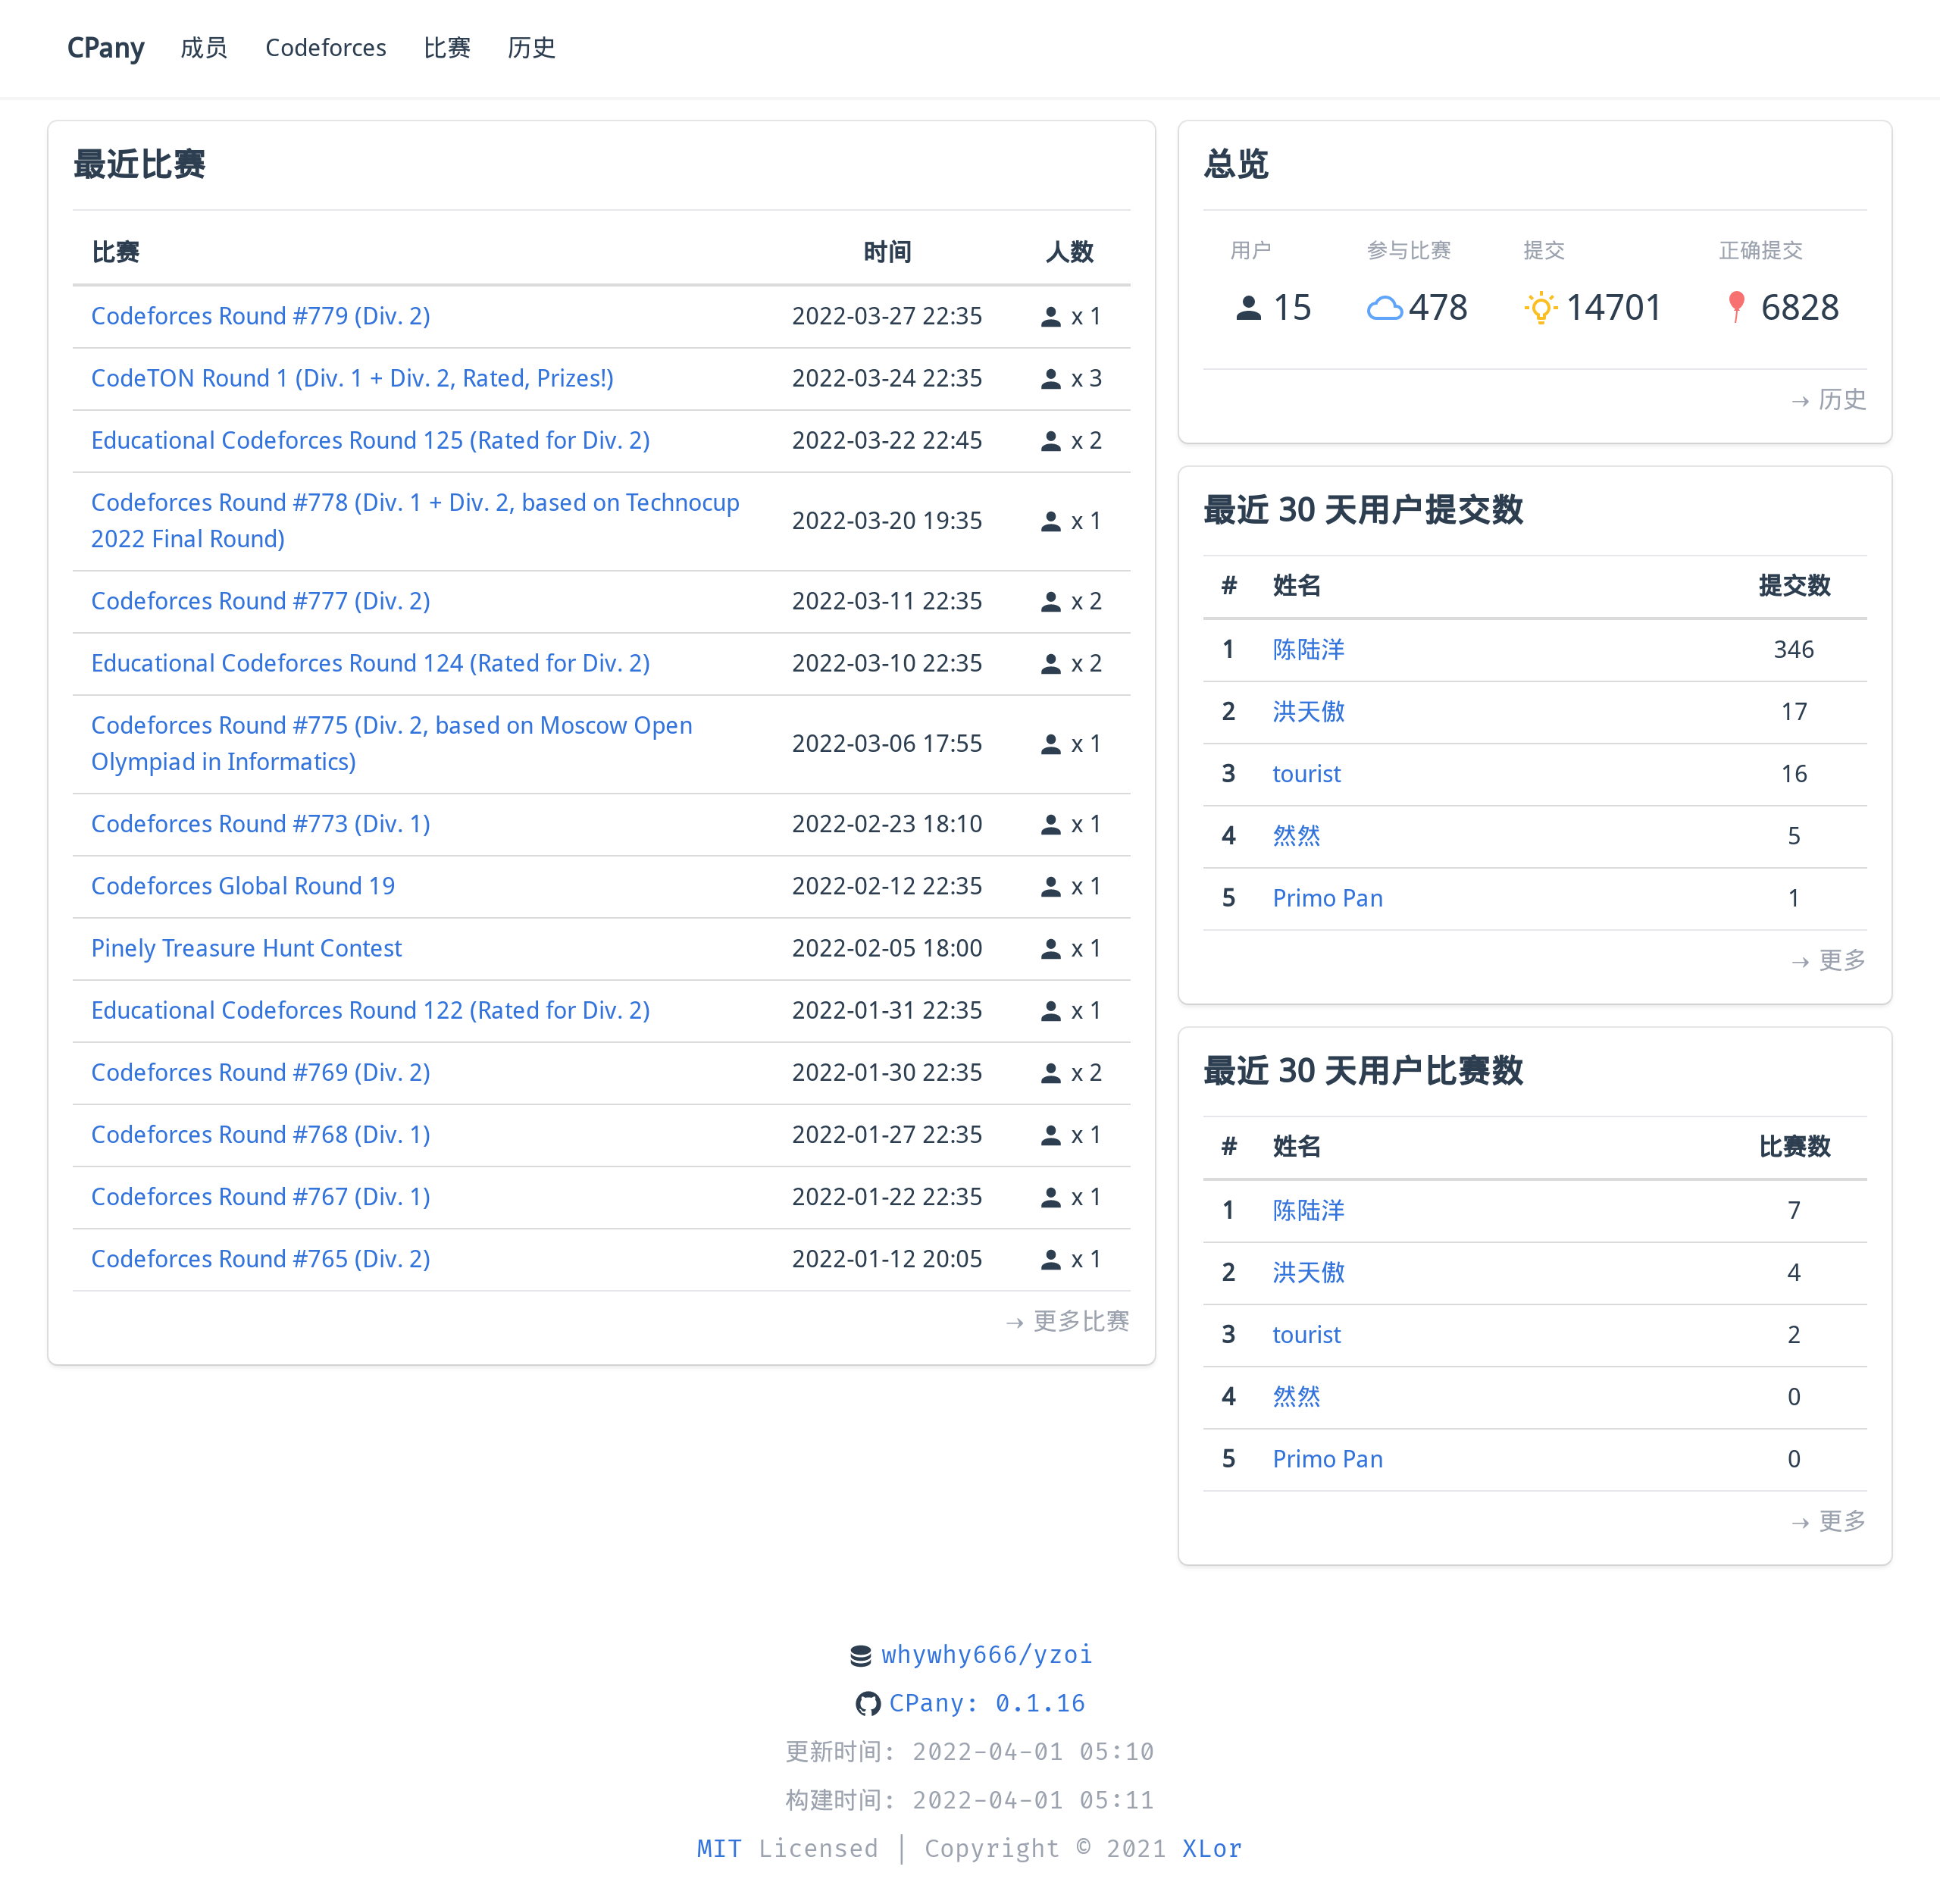 CPany 成员 Codeforces 比赛 历史
最近比赛
比赛 时间 人数
Codeforces Round #779 (Div. 2) 2022-03-27 22:35 x 1
CodeTON Round 1 (Div. 1 + Div. 2, Rated, Prizes!) 2022-03-24 22:35 x 3
Educational Codeforces Round 125 (Rated for Div. 2) 2022-03-22 22:45 x 2
Codeforces Round #778 (Div. 1 + Div. 2, based on Technocup
2022 Final Round) 2022-03-20 19:35 x 1
Codeforces Round #777 (Div. 2) 2022-03-11 22:35 x 2
Educational Codeforces Round 124 (Rated for Div. 2) 2022-03-10 22:35 x 2
Codeforces Round #775 (Div. 2, based on Moscow Open
Olympiad in Informatics) 2022-03-06 17:55 x 1
Codeforces Round #773 (Div. 1) 2022-02-23 18:10 x 1
Codeforces Global Round 19 2022-02-12 22:35 x 1
Pinely Treasure Hunt Contest 2022-02-05 18:00 x 1
Educational Codeforces Round 122 (Rated for Div. 2) 2022-01-31 22:35 x 1
Codeforces Round #769 (Div. 2) 2022-01-30 22:35 x 2
Codeforces Round #768 (Div. 1) 2022-01-27 22:35 x 1
Codeforces Round #767 (Div. 1) 2022-01-22 22:35 x 1
Codeforces Round #765 (Div. 2) 2022-01-12 20:05 x 1
→ 更多比赛
总览
用户 参与比赛 提交 正确提交
15 478 14701 6828
→ 历史
最近 30 天用户提交数
# 姓名 提交数
1 陈陆洋 346
2 洪天傲 17
3 tourist 16
4 然然 5
5 Primo Pan 1
→ 更多
最近 30 天用户比赛数
# 姓名 比赛数
1 陈陆洋 7
2 洪天傲 4
3 tourist 2
4 然然 0
5 Primo Pan 0
→ 更多
whywhy666/yzoi
CPany: 0.1.16
更新时间: 2022-04-01 05:10
构建时间: 2022-04-01 05:11
MIT Licensed | Copyright © 2021 XLor